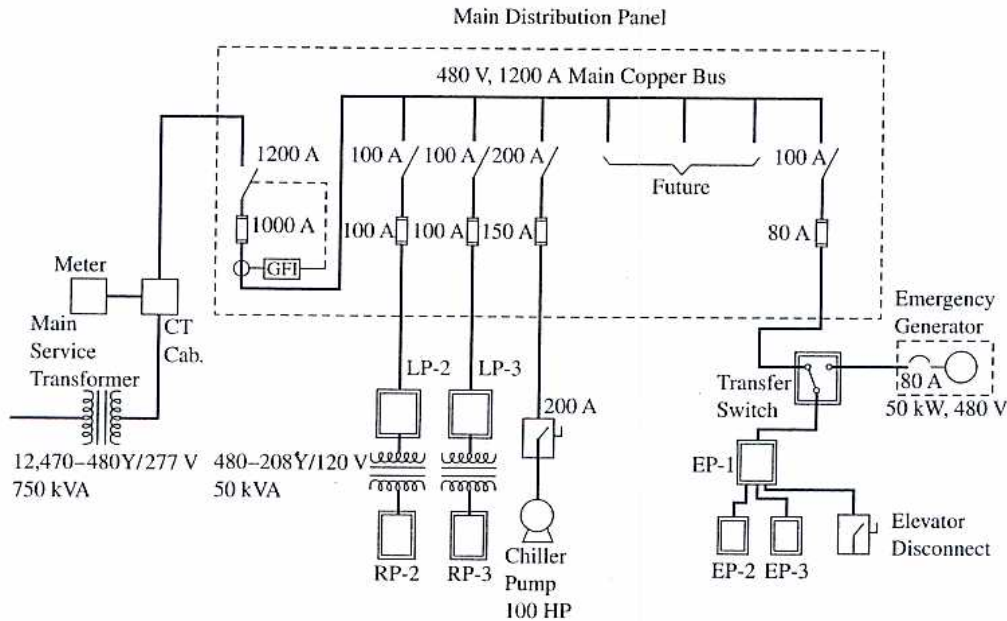 Main Distribution Panel
480 V, 1200 A Main Copper Bus
1200 A
100 A
100 A
200 A
100 A
Future
1000 A
100 A
100 A
150 A
80 A
GFI
Meter
Main
Service
Transformer
CT
Cab.
12,470–480Y/277 V
750 kVA
LP-2
LP-3
480–208Y/120 V
50 kVA
RP-2
RP-3
200 A
Chiller
Pump
100 HP
Emergency
Generator
Transfer
Switch
80 A
50 kW, 480 V
EP-1
EP-2
EP-3
Elevator
Disconnect